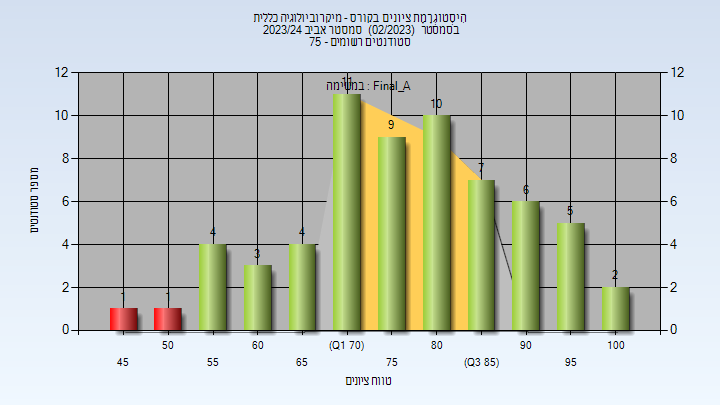 היסטוגרמת ציונים בקורס - מיקרוביולוגיה כללית
בסמסטר (02/2023) סמסטר אביב 2023/24
סטודנטים רשומים - 75
במשימה : Final_A
12 12
10 10
8 8
6 6
4 4
2 2
0 0
1 1 4 3 4 11 9 10 7 6 5 2
מספר סטודנטים
50 60 (Q1 70) 80 90 100
45 55 65 75 (Q3 85) 95
טווח ציונים